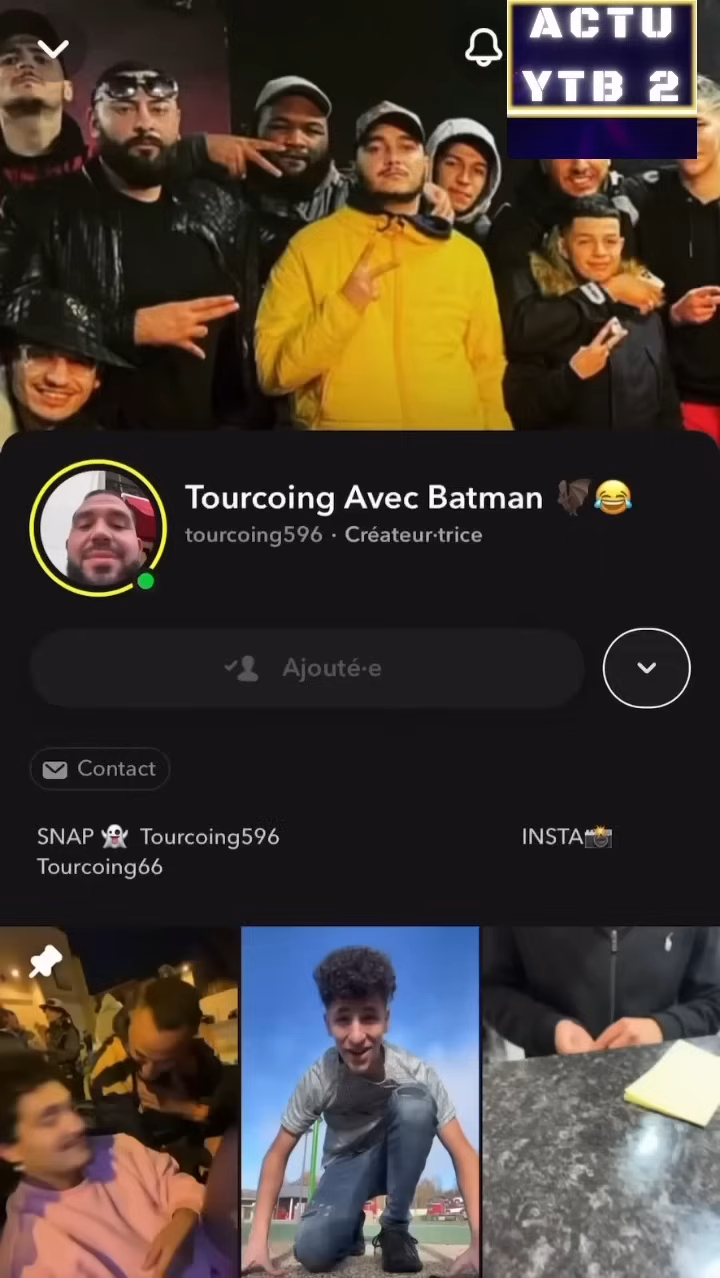 ACTU
YTB 2
Tourcoing Avec Batman 🦇😂
tourcoing596 · Créateur·trice
Ajouté·e
Contact
SNAP 👻 Tourcoing596 INSTA📸
Tourcoing66